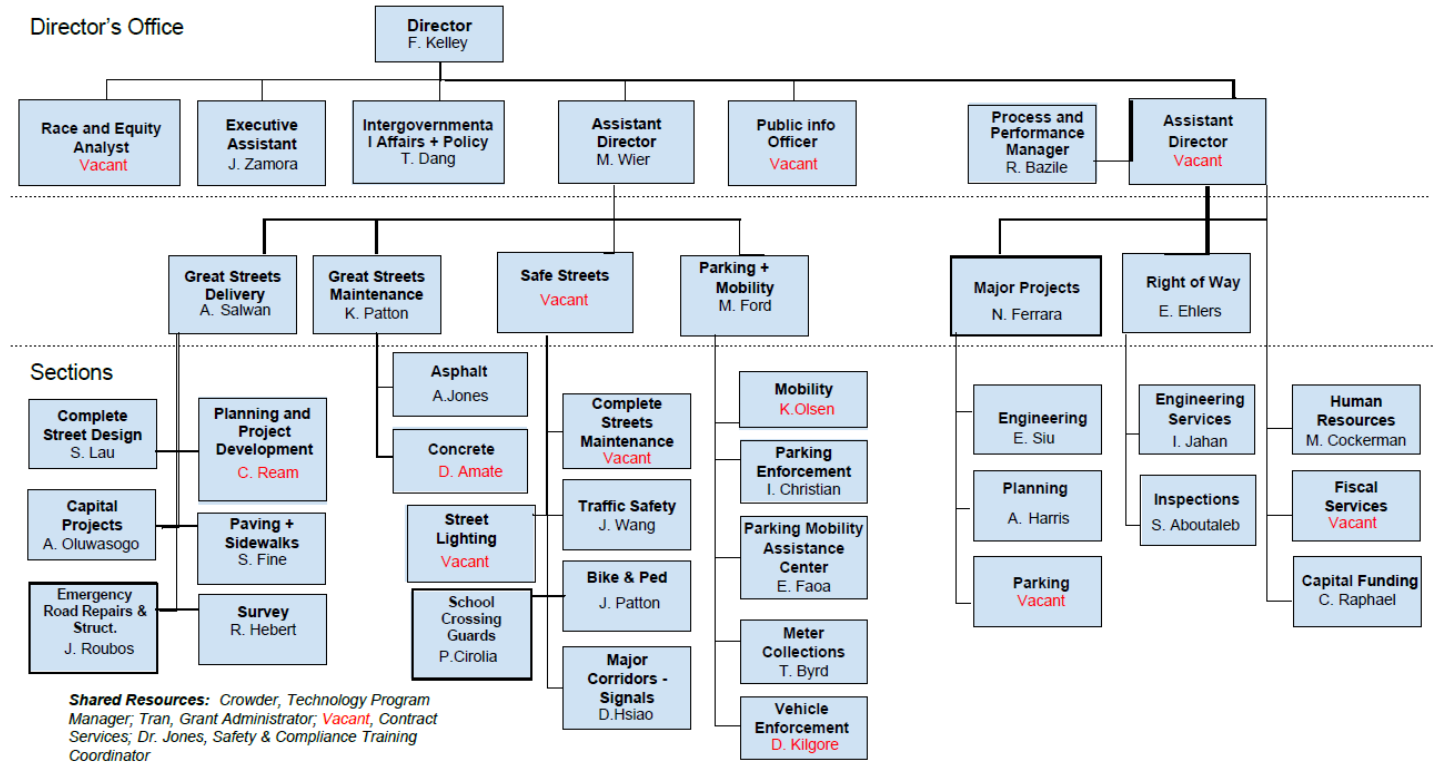 Director's Office
Director
F. Kelley
Race and Equity
Analyst
Vacant
Executive
Assistant
J. Zamora
Intergovernmenta
l Affairs + Policy
T. Dang
Assistant
Director
M. Wier
Public info
Officer
Vacant
Process and
Performance
Manager
R. Bazile
Assistant
Director
Vacant
Great Streets
Delivery
A. Salwan
Great Streets
Maintenance
K. Patton
Safe Streets
Vacant
Parking +
Mobility
M. Ford
Major Projects
N. Ferrara
Right of Way
E. Ehlers
Sections
Complete
Street Design
S. Lau
Planning and
Project
Development
C. Ream
Capital
Projects
A. Oluwasogo
Paving +
Sidewalks
S. Fine
Emergency
Road Repairs &
Struct.
J. Roubos
Survey
R. Hebert
Asphalt
A.Jones
Concrete
D. Amate
Street
Lighting
Vacant
School
Crossing
Guards
P.Cirolia
Complete
Streets
Maintenance
Vacant
Traffic Safety
J. Wang
Bike & Ped
J. Patton
Major
Corridors -
Signals
D.Hsiao
Mobility
K.Olsen
Parking
Enforcement
I. Christian
Parking Mobility
Assistance
Center
E. Faoa
Meter
Collections
T. Byrd
Vehicle
Enforcement
D. Kilgore
Engineering
E. Siu
Planning
A. Harris
Parking
Vacant
Engineering
Services
I. Jahan
Inspections
S. Aboutaleb
Human
Resources
M. Cockerman
Fiscal
Services
Vacant
Capital Funding
C. Raphael
Shared Resources: Crowder, Technology Program
Manager; Tran, Grant Administrator; Vacant, Contract
Services; Dr. Jones, Safety & Compliance Training
Coordinator